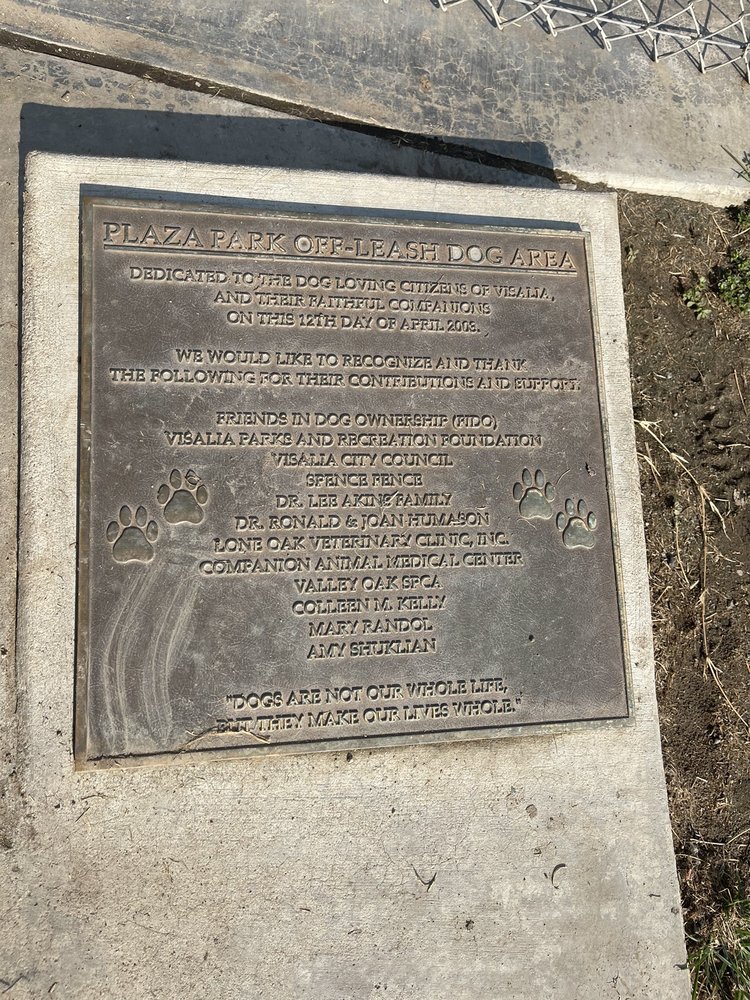 PLAZA PARK OFF-LEASH DOG AREA
DEDICATED TO THE DOG LOVING CITIZENS OF VISALIA,
AND THEIR FAITHFUL COMPANIONS
ON THIS 12TH DAY OF APRIL 2003.
WE WOULD LIKE TO RECOGNIZE AND THANK
THE FOLLOWING FOR THEIR CONTRIBUTIONS AND SUPPORT:
FRIENDS IN DOG OWNERSHIP (FIDO)
VISALIA PARKS AND RECREATION FOUNDATION
VISALIA CITY COUNCIL
SPENCE FENCE
DR. LEE AKINS FAMILY
DR. RONALD & JOAN HUMASON
LONE OAK VETERINARY CLINIC, INC.
COMPANION ANIMAL MEDICAL CENTER
VALLEY OAK SPCA
COLLEEN M. KELLY
MARY RANDOL
AMY SHUKLIAN
"DOGS ARE NOT OUR WHOLE LIFE,
BUT THEY MAKE OUR LIVES WHOLE."